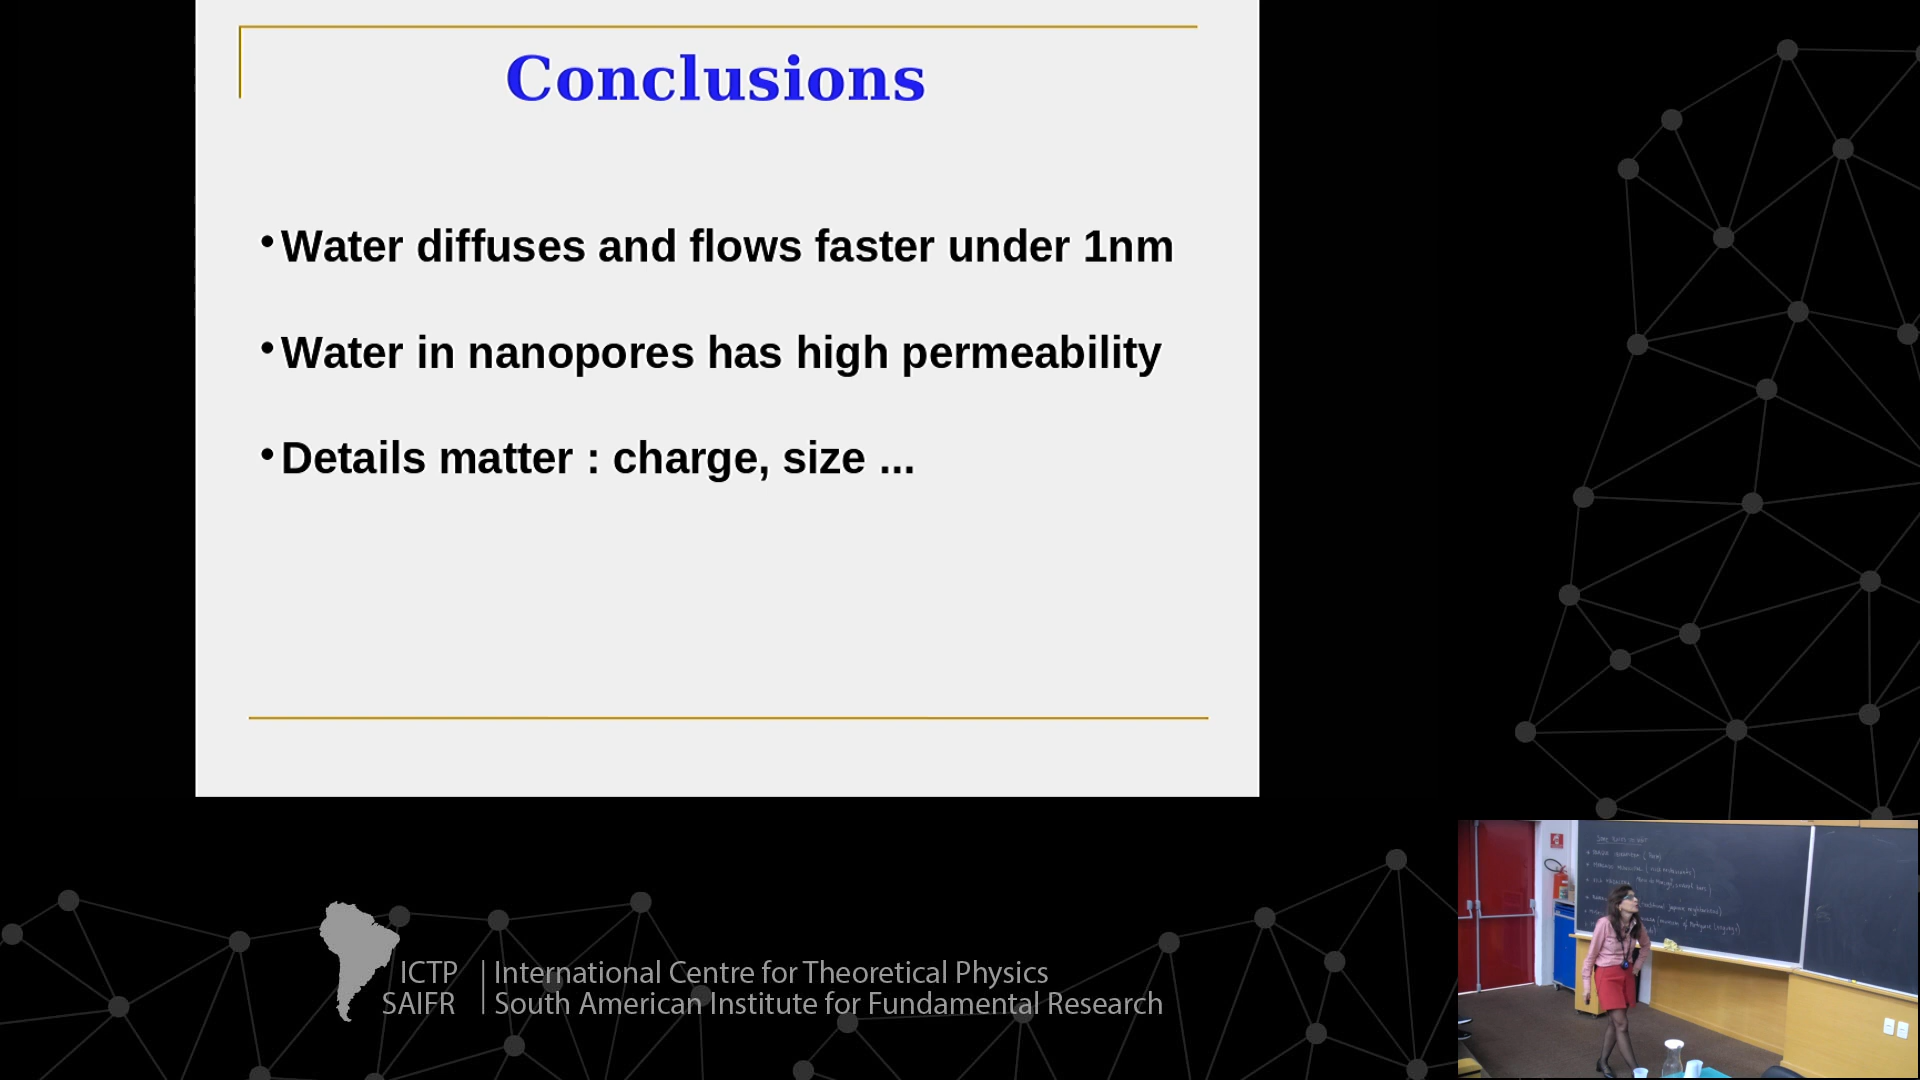 Conclusions
• Water diffuses and flows faster under 1nm
• Water in nanopores has high permeability
• Details matter : charge, size ...
ICTP
SAIFR
International Centre for Theoretical Physics
South American Institute for Fundamental Research